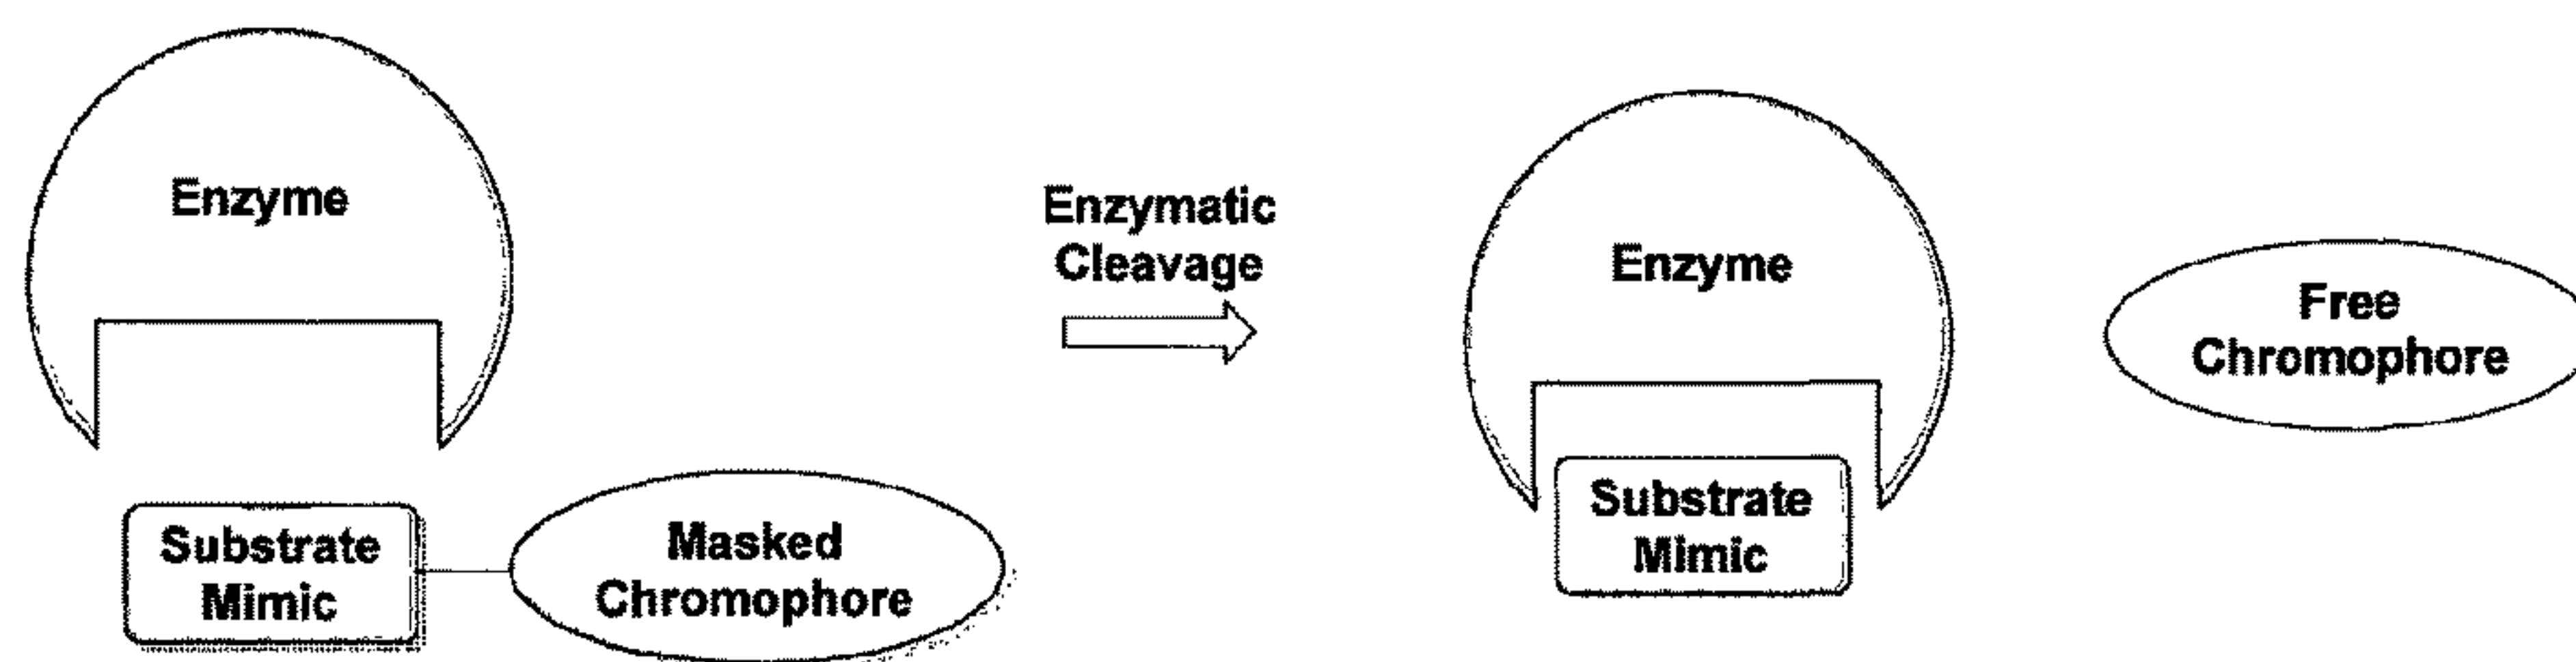 Enzyme
Substrate
Mimic
Masked
Chromophore
Enzymatic
Cleavage
Enzyme
Substrate
Mimic
Free
Chromophore